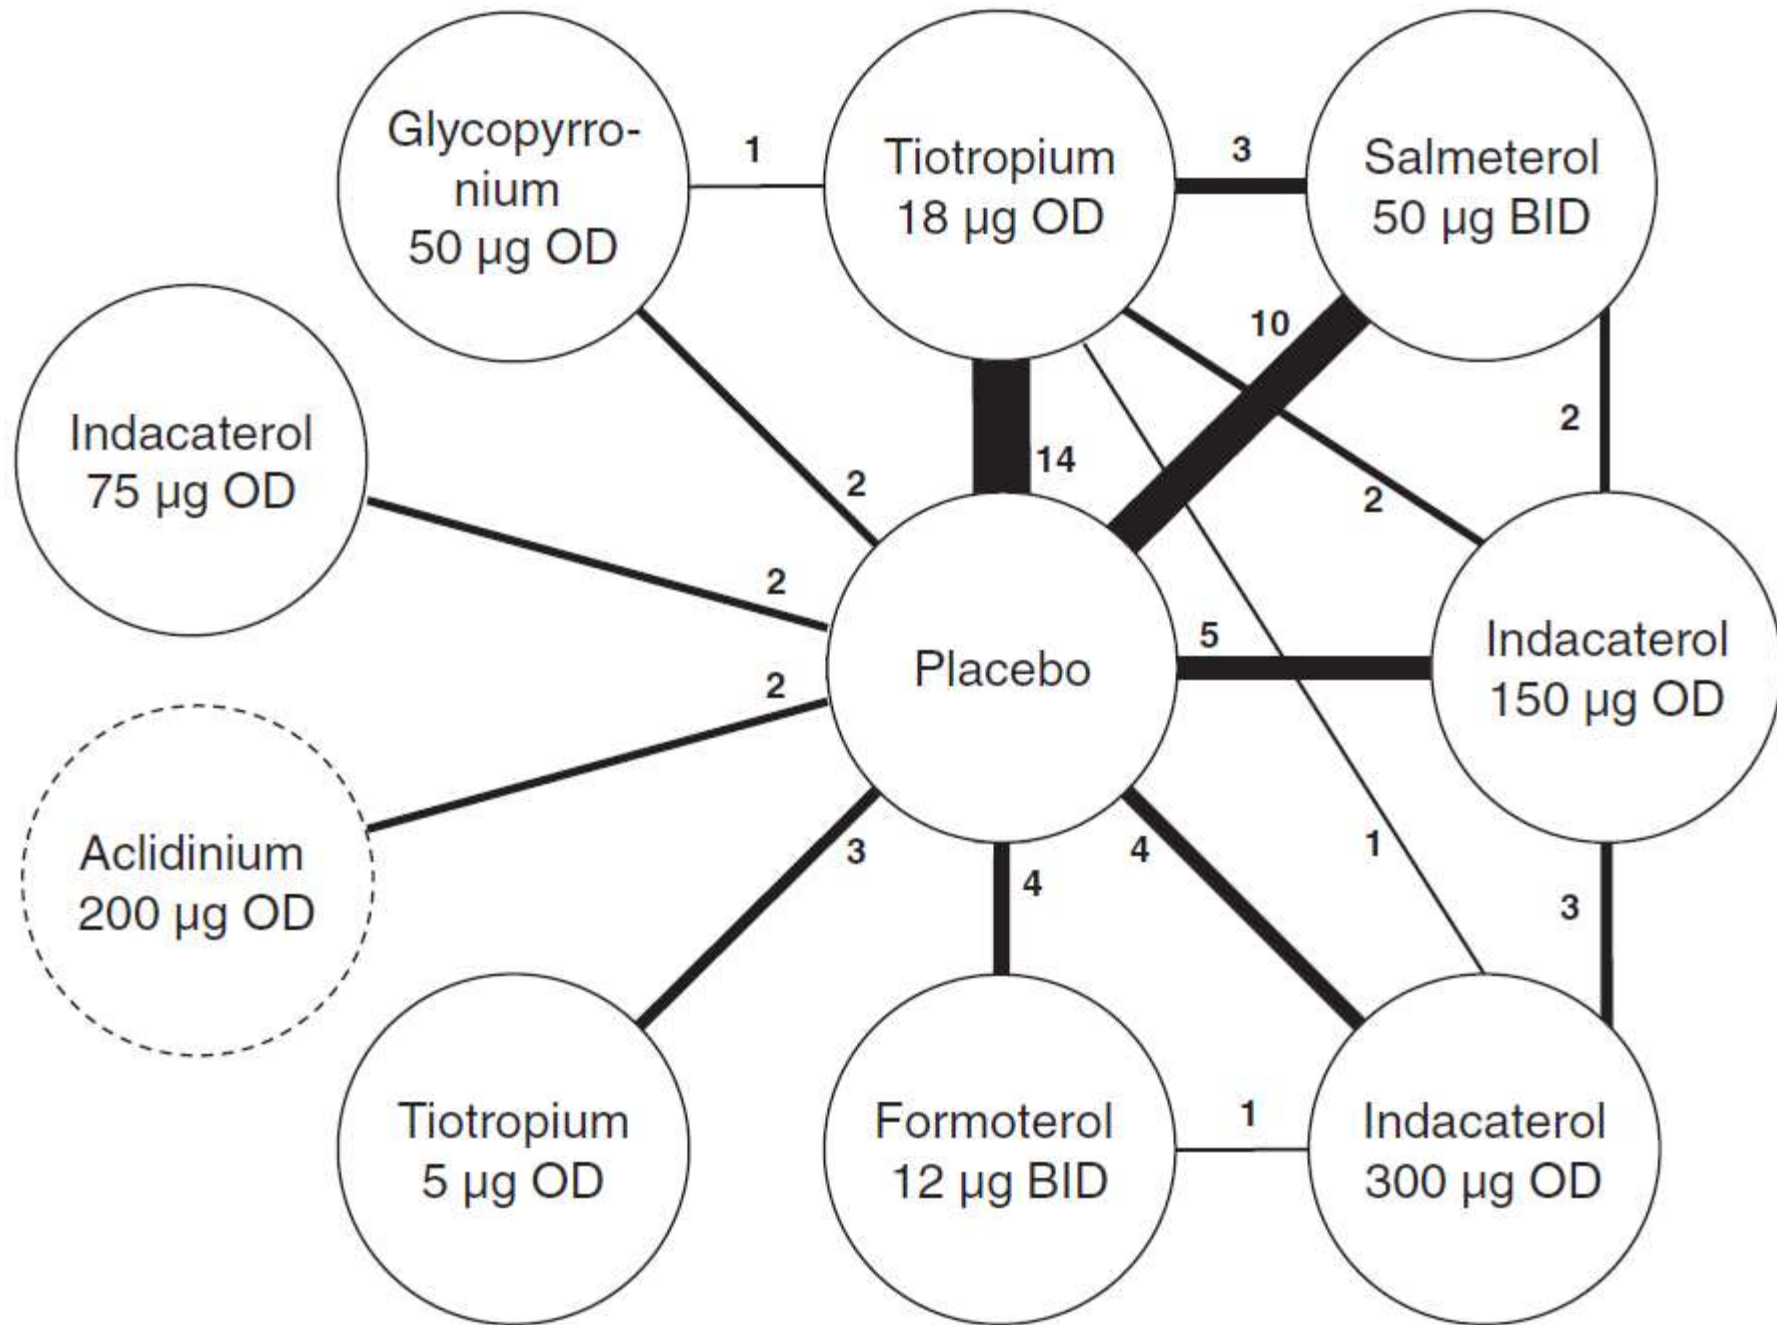 Glycopyrro-
nium
50 µg OD
1
Tiotropium
18 µg OD
3
Salmeterol
50 µg BID
10
2
14
2
2
Indacaterol
75 µg OD
2
Placebo
5
Indacaterol
150 µg OD
2
Aclidinium
200 µg OD
3
4
4
1
3
Tiotropium
5 µg OD
Formoterol
12 µg BID
1
Indacaterol
300 µg OD